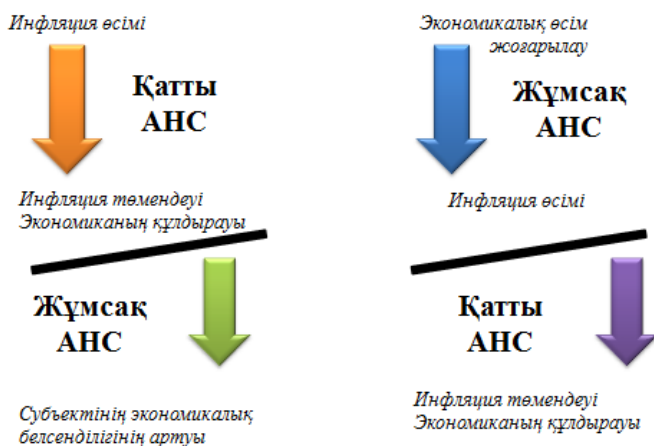 Инфляция өсімі
Қатты
АНС
Инфляция төмендеуі
Экономиканың құлдырауы
Жұмсақ
АНС
Субъектінің экономикалық
белсенділігінің артуы
Экономикалық өсім
жоғарылау
Жұмсақ
АНС
Инфляция өсімі
Қатты
АНС
Инфляция төмендеуі
Экономиканың құлдырауы